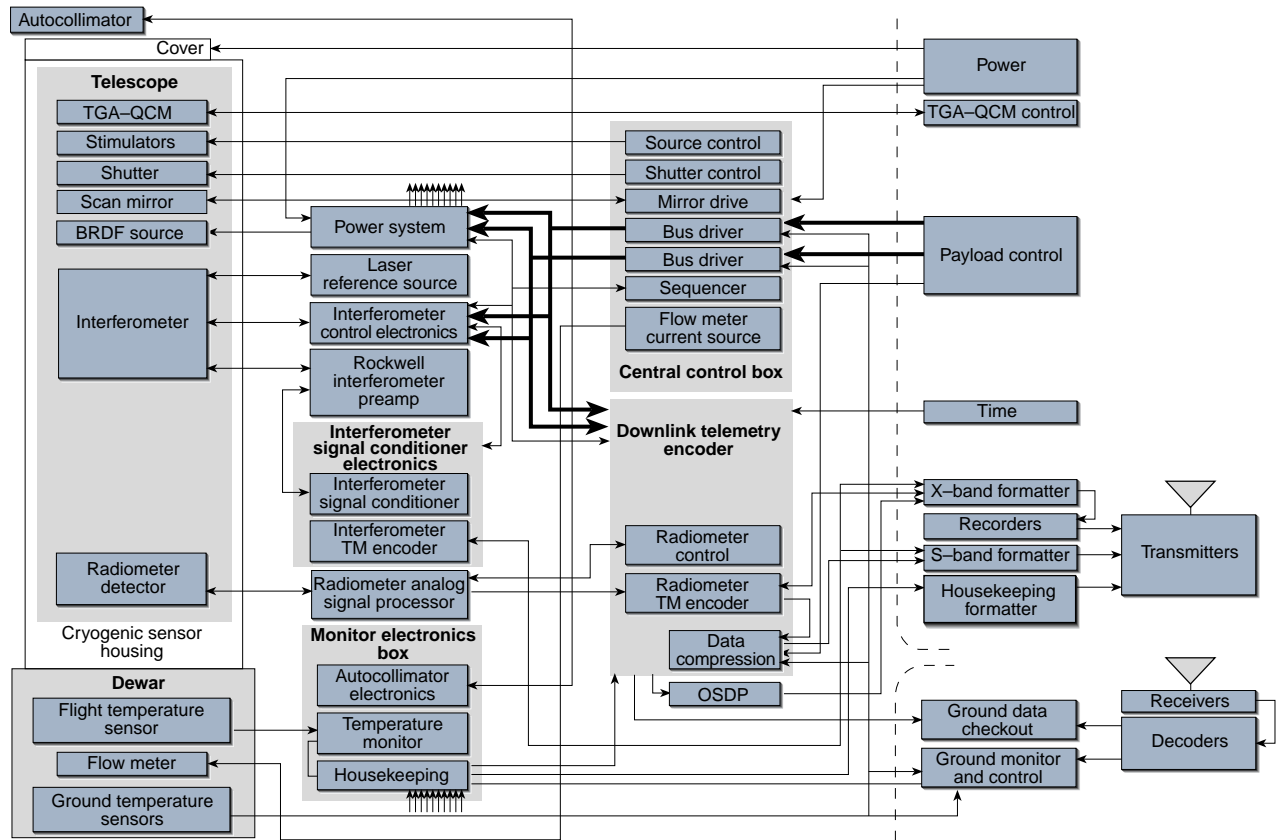 Autocollimator
Cover
Telescope
TGA–QCM
Stimulators
Shutter
Scan mirror
BRDF source
Interferometer
Radiometer
detector
Cryogenic sensor
housing
Dewar
Flight temperature
sensor
Flow meter
Ground temperature
sensors
Power system
Laser
reference source
Interferometer
control electronics
Rockwell
interferometer
preamp
Interferometer
signal conditioner
electronics
Interferometer
signal conditioner
Interferometer
TM encoder
Radiometer analog
signal processor
Monitor electronics
box
Autocollimator
electronics
Temperature
monitor
Housekeeping
Source control
Shutter control
Mirror drive
Bus driver
Bus driver
Sequencer
Flow meter
current source
Central control box
Downlink telemetry
encoder
Radiometer
control
Radiometer
TM encoder
Data
compression
OSDP
Power
TGA–QCM control
Payload control
Time
X–band formatter
Recorders
S–band formatter
Housekeeping
formatter
Transmitters
Ground data
checkout
Ground monitor
and control
Receivers
Decoders